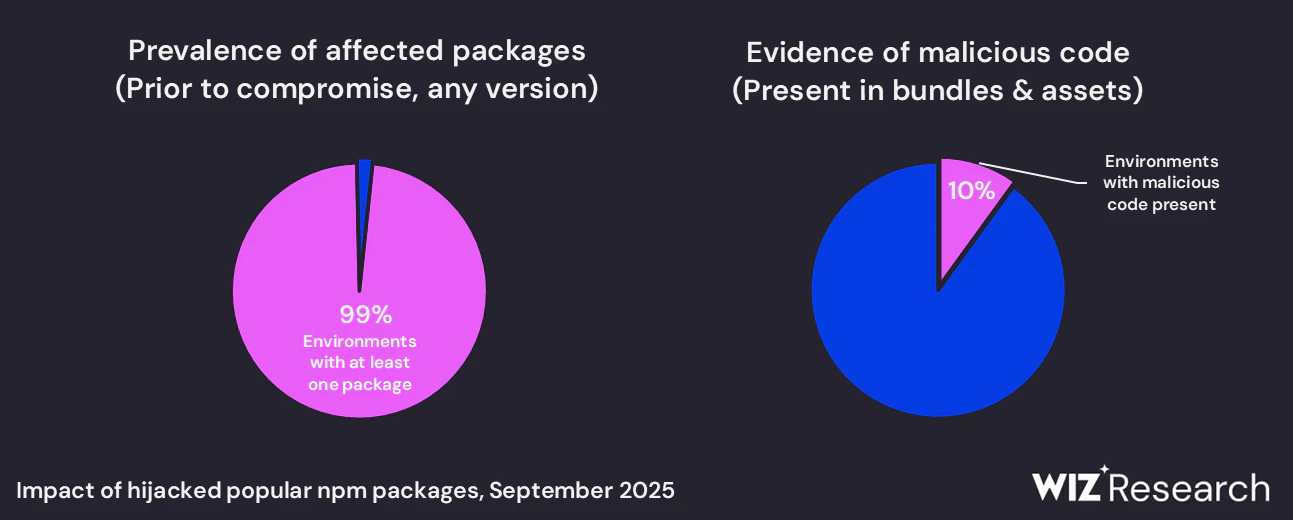 Prevalence of affected packages
(Prior to compromise, any version)
99%
Environments
with at least
one package
Evidence of malicious code
(Present in bundles & assets)
10%
Environments
with malicious
code present
Impact of hijacked popular npm packages, September 2025
WIZ Research